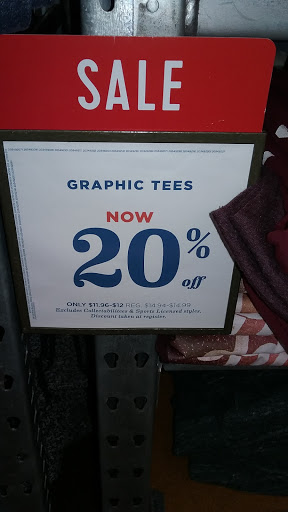 SALE
GRAPHIC TEES
NOW
20% off
ONLY $11.96-$12 REG. $14.94-$14.99
Excludes Collectabilitees & Sports Licensed styles.
Discount taken at register.